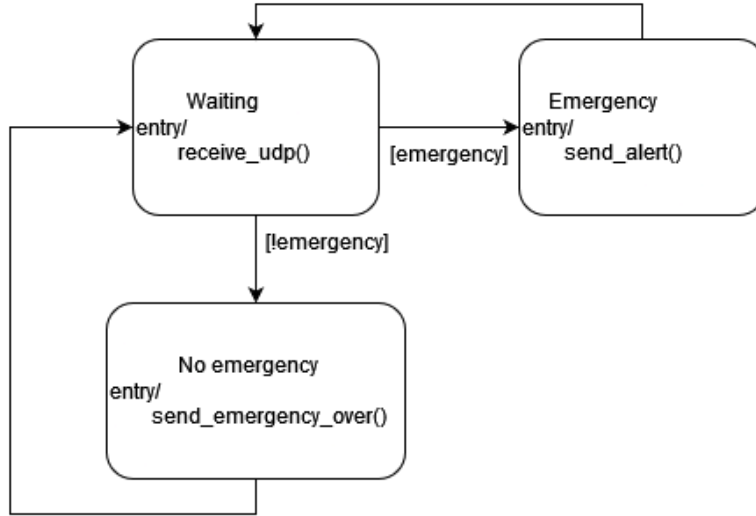 Waiting
entry/
receive_udp()
[emergency]
Emergency
entry/
send_alert()
[!emergency]
No emergency
entry/
send_emergency_over()